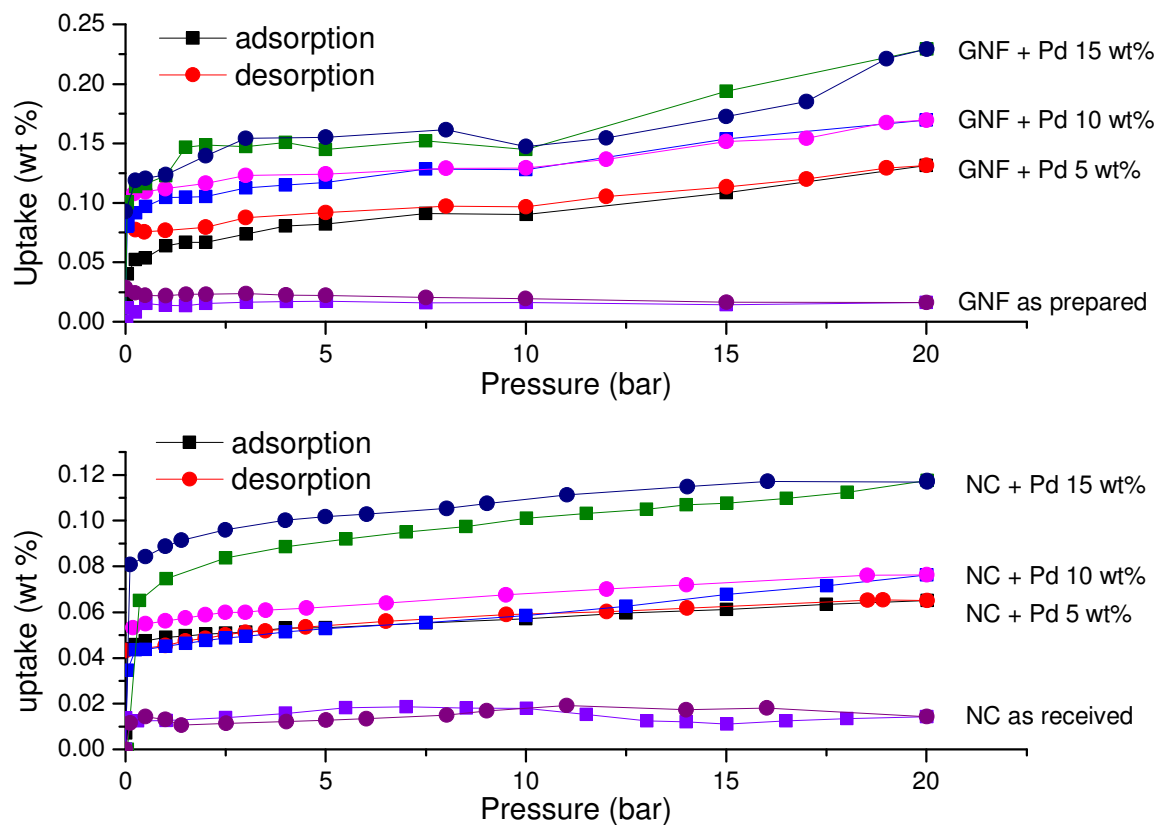 0.25
0.20
0.15
0.10
0.05
0.00
Uptake (wt %)
adsorption
desorption
GNF + Pd 15 wt%
GNF + Pd 10 wt%
GNF + Pd 5 wt%
GNF as prepared
0 5 10 15 20
Pressure (bar)
0.12
0.10
0.08
0.06
0.04
0.02
0.00
uptake (wt %)
adsorption
desorption
NC + Pd 15 wt%
NC + Pd 10 wt%
NC + Pd 5 wt%
NC as received
0 5 10 15 20
Pressure (bar)